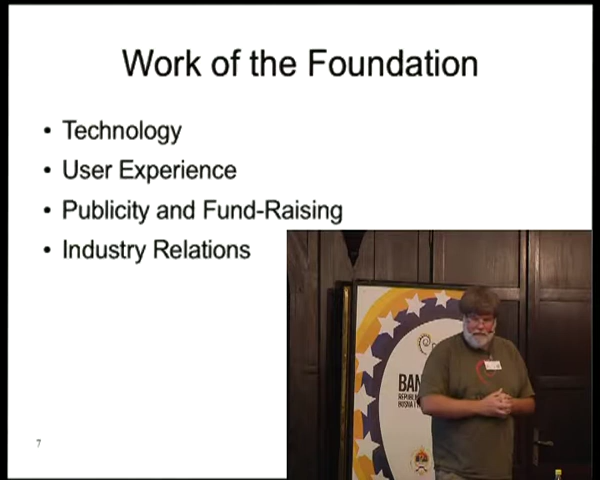 Work of the Foundation
• Technology
• User Experience
• Publicity and Fund-Raising
• Industry Relations
7
BAN